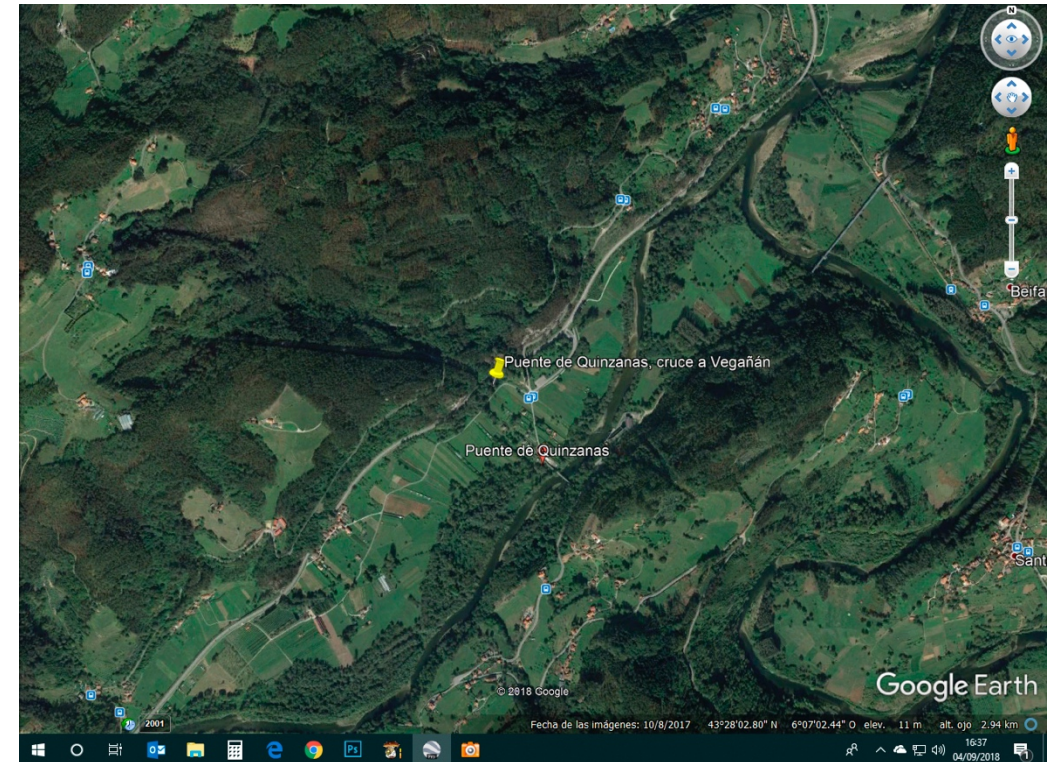 N
Beifa
Puente de Quinzanas, cruce a Vegañán
Puente de Quinzanas
Sant
© 2018 Google
Google Earth
2001
Fecha de las imágenes: 10/8/2017 43°28'02.80" N 6°07'02.44" O elev. 11 m alt. ojo 2.94 km
Ps
16:37
04/09/2018
1